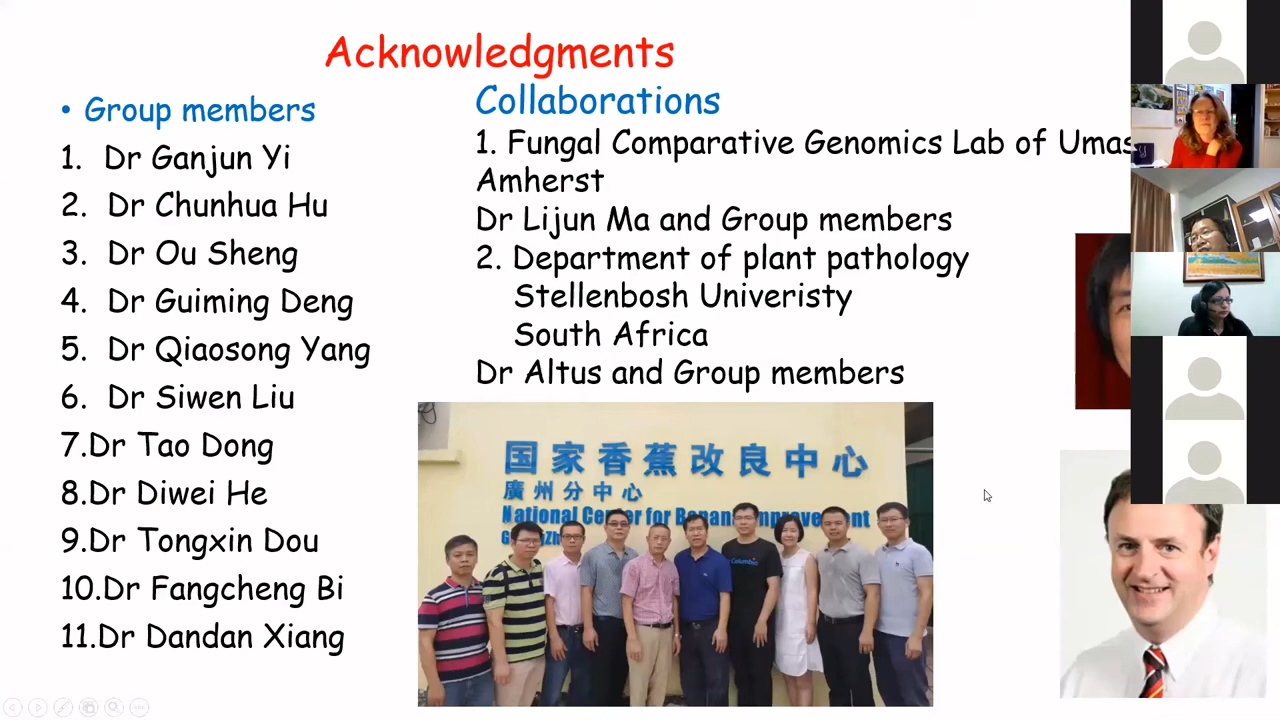 Acknowledgments
• Group members
1. Dr Ganjun Yi
2. Dr Chunhua Hu
3. Dr Ou Sheng
4. Dr Guiming Deng
5. Dr Qiaosong Yang
6. Dr Siwen Liu
7.Dr Tao Dong
8.Dr Diwei He
9.Dr Tongxin Dou
10.Dr Fangcheng Bi
11.Dr Dandan Xiang
Collaborations
1. Fungal Comparative Genomics Lab of Umas
Amherst
Dr Lijun Ma and Group members
2. Department of plant pathology
Stellenbosh Univeristy
South Africa
Dr Altus and Group members
国家香蕉改良中心
廣州分中心
National Center for Banana Improvement
Columbia